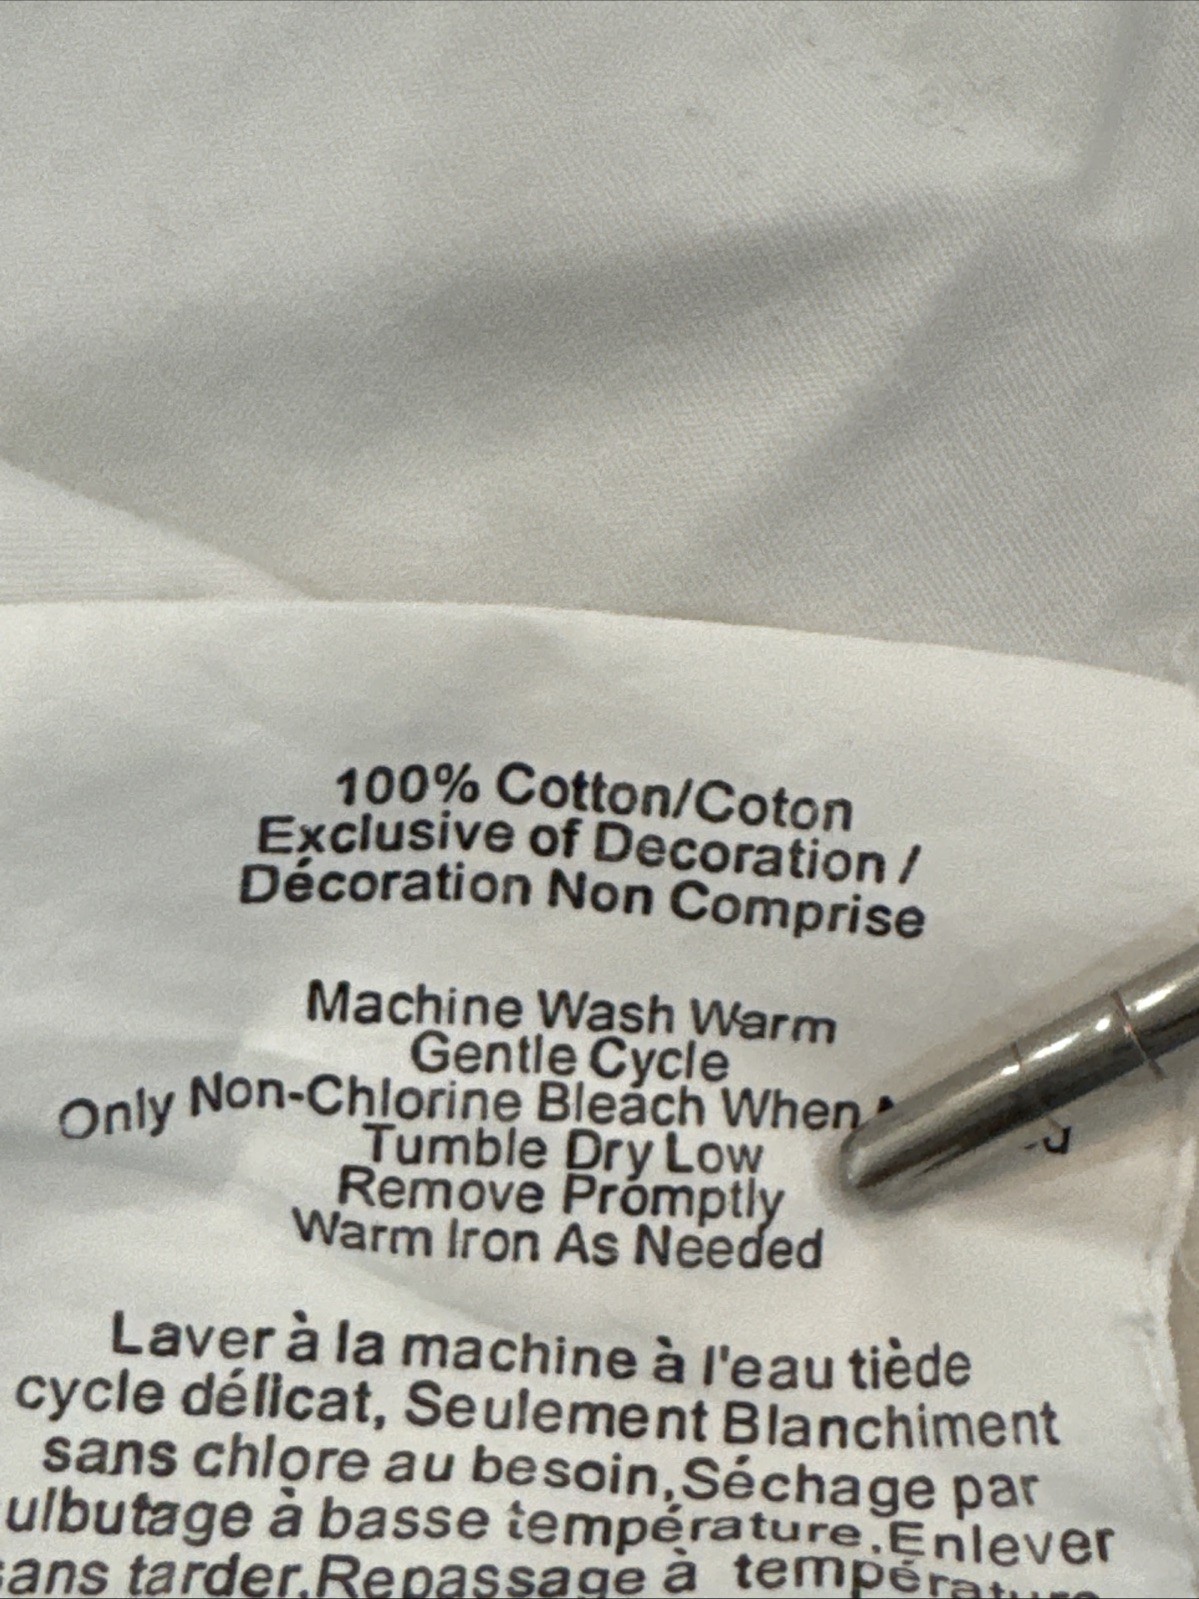 100% Cotton/Coton
Exclusive of Decoration /
Décoration Non Comprise
Machine Wash Warm
Gentle Cycle
Only Non-Chlorine Bleach When
Tumble Dry Low
Remove Promptly
Warm Iron As Needed
Laver à la machine à l'eau tiède
cycle délicat, Seulement Blanchiment
sans chlore au besoin,Séchage par
ulbutage à basse température.Enlever
sans tarder.Repassage à température